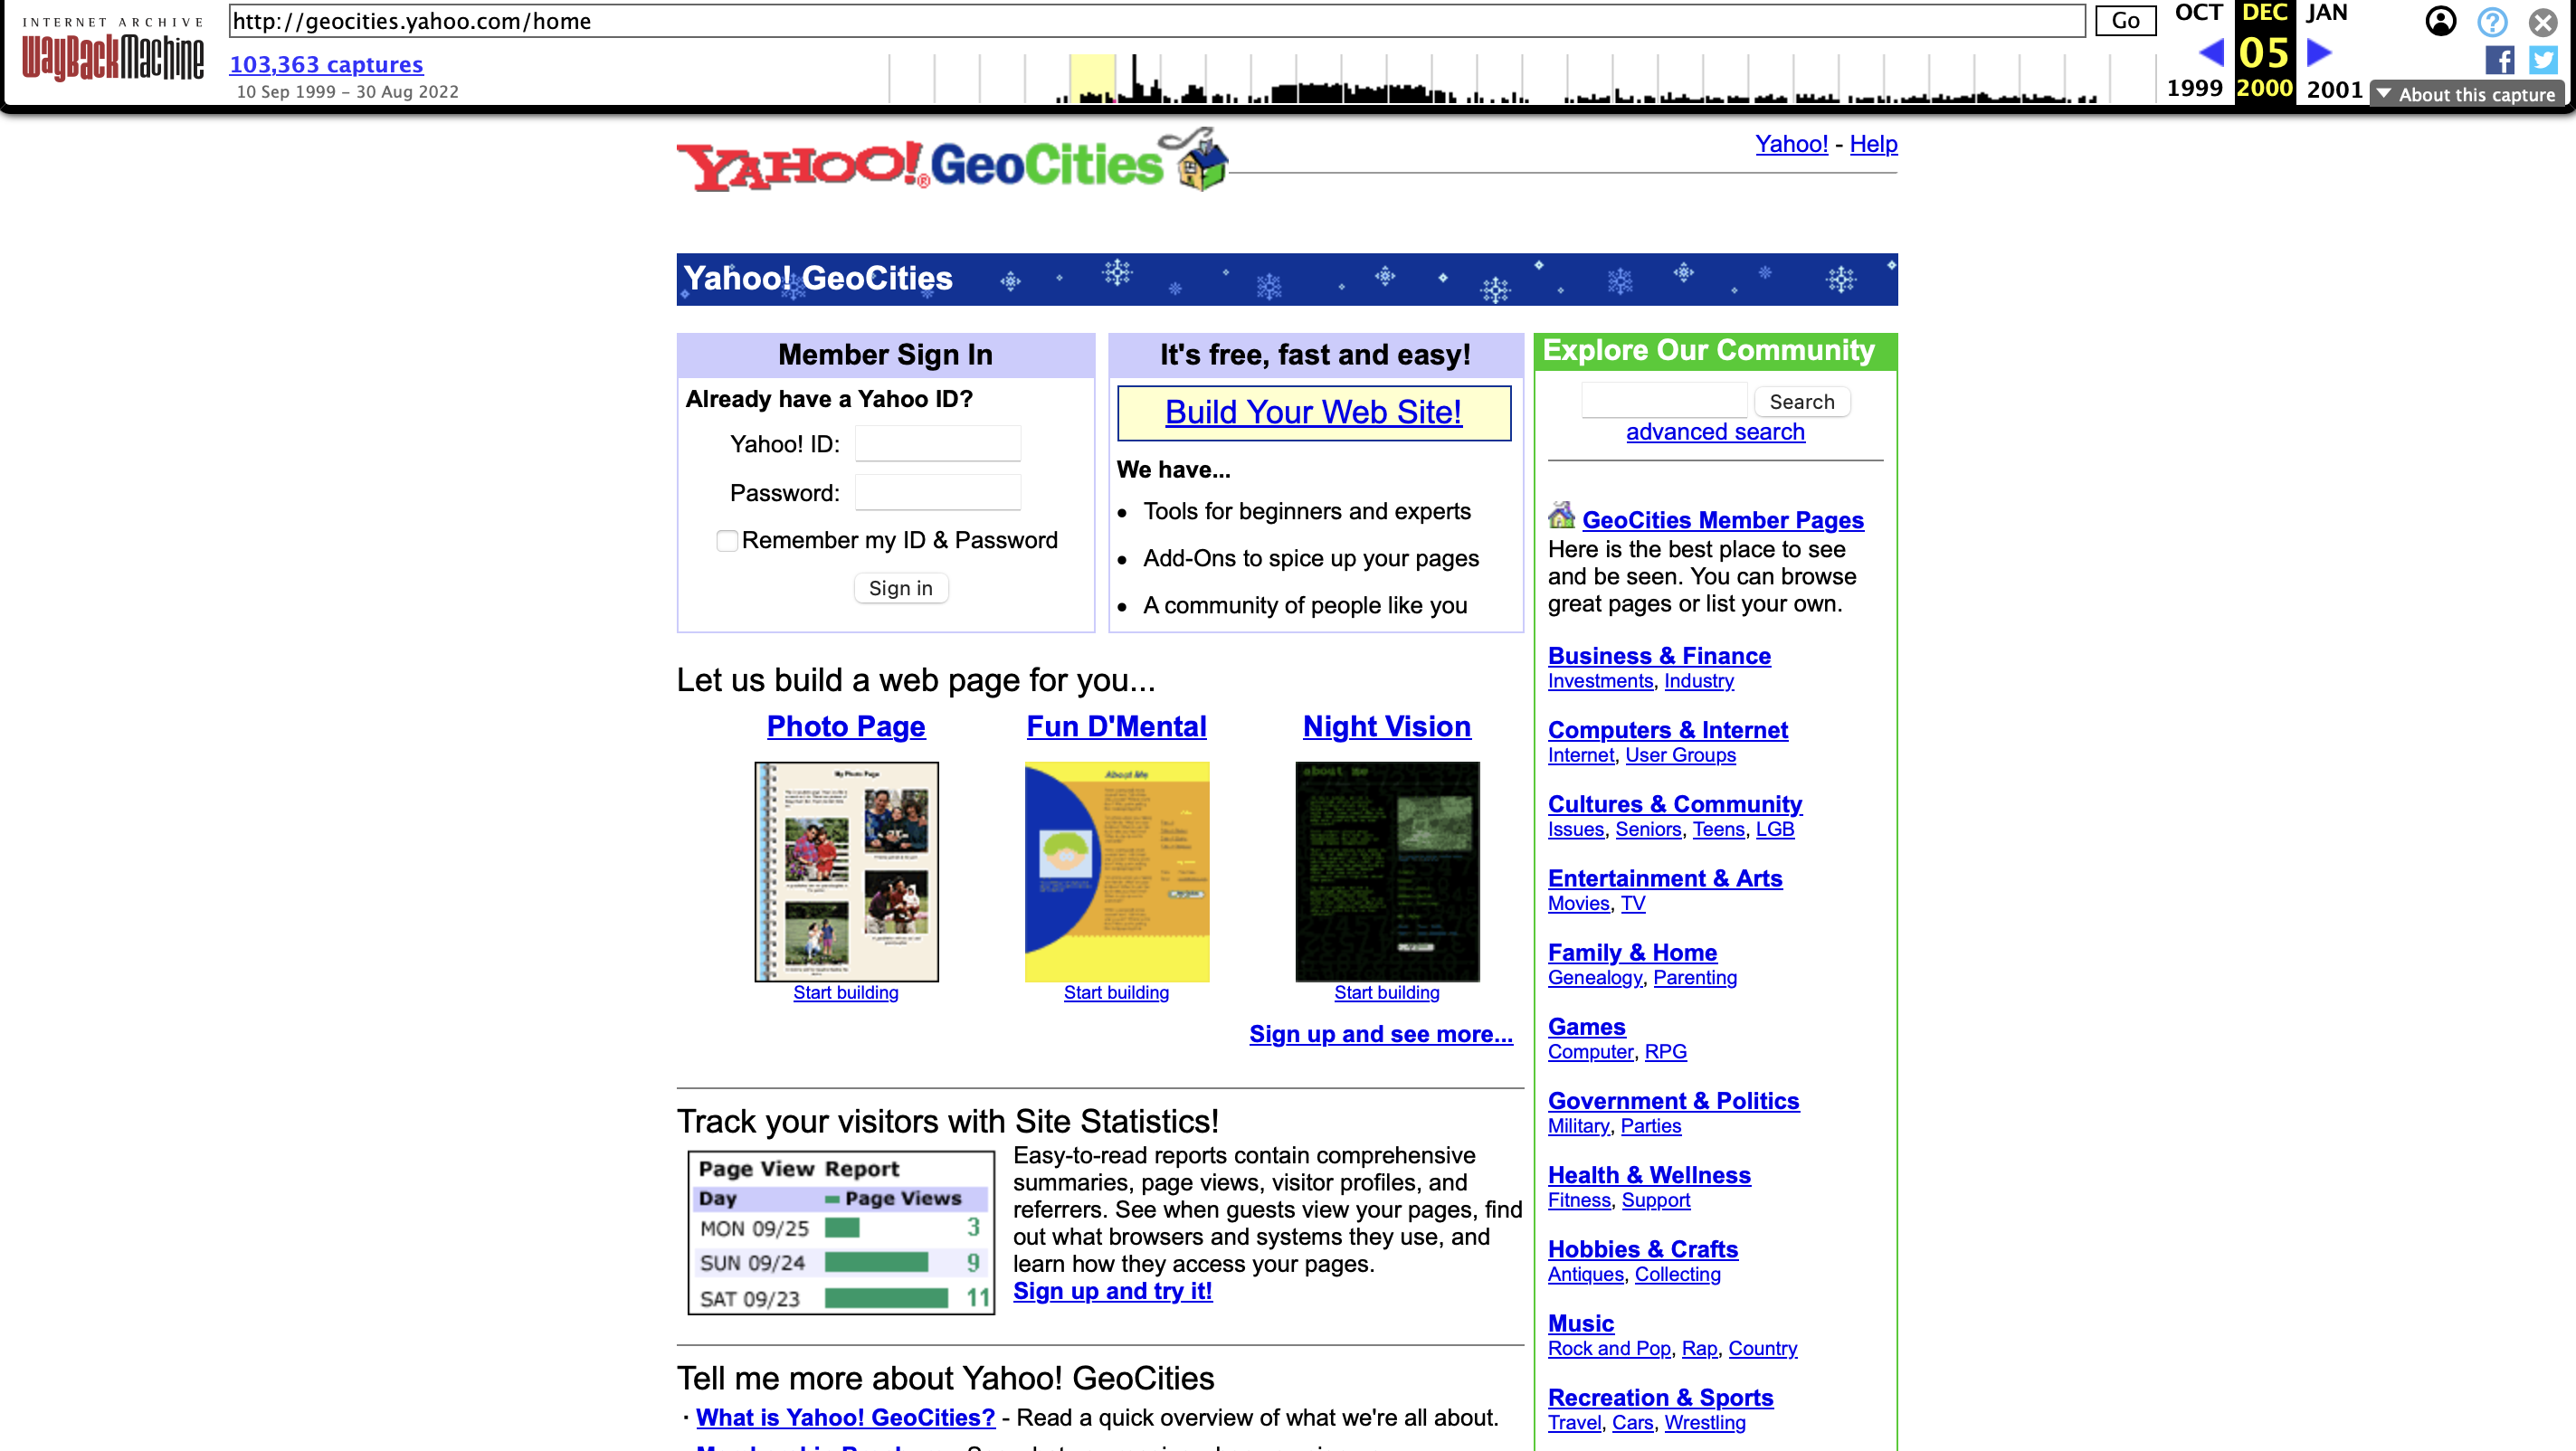 INTERNET ARCHIVE
WayBackMachine
http://geocities.yahoo.com/home
Go
103,363 captures
10 Sep 1999 – 30 Aug 2022
OCT DEC JAN
05
1999 2000 2001
About this capture
YAHOO!® GeoCities
Yahoo! - Help
Yahoo! GeoCities
Member Sign In
Already have a Yahoo ID?
Yahoo! ID:
Password:
Remember my ID & Password
Sign in
It's free, fast and easy!
Build Your Web Site!
We have...
• Tools for beginners and experts
• Add-Ons to spice up your pages
• A community of people like you
Let us build a web page for you...
Photo Page
Fun D'Mental
Night Vision
My Photo Page
About Me
about me
Start building
Start building
Start building
Sign up and see more...
Track your visitors with Site Statistics!
Page View Report
Day Page Views
MON 09/25 3
SUN 09/24 9
SAT 09/23 11
Easy-to-read reports contain comprehensive
summaries, page views, visitor profiles, and
referrers. See when guests view your pages, find
out what browsers and systems they use, and
learn how they access your pages.
Sign up and try it!
Tell me more about Yahoo! GeoCities
· What is Yahoo! GeoCities? - Read a quick overview of what we're all about.
Explore Our Community
Search
advanced search
GeoCities Member Pages
Here is the best place to see
and be seen. You can browse
great pages or list your own.
Business & Finance
Investments, Industry
Computers & Internet
Internet, User Groups
Cultures & Community
Issues, Seniors, Teens, LGB
Entertainment & Arts
Movies, TV
Family & Home
Genealogy, Parenting
Games
Computer, RPG
Government & Politics
Military, Parties
Health & Wellness
Fitness, Support
Hobbies & Crafts
Antiques, Collecting
Music
Rock and Pop, Rap, Country
Recreation & Sports
Travel, Cars, Wrestling